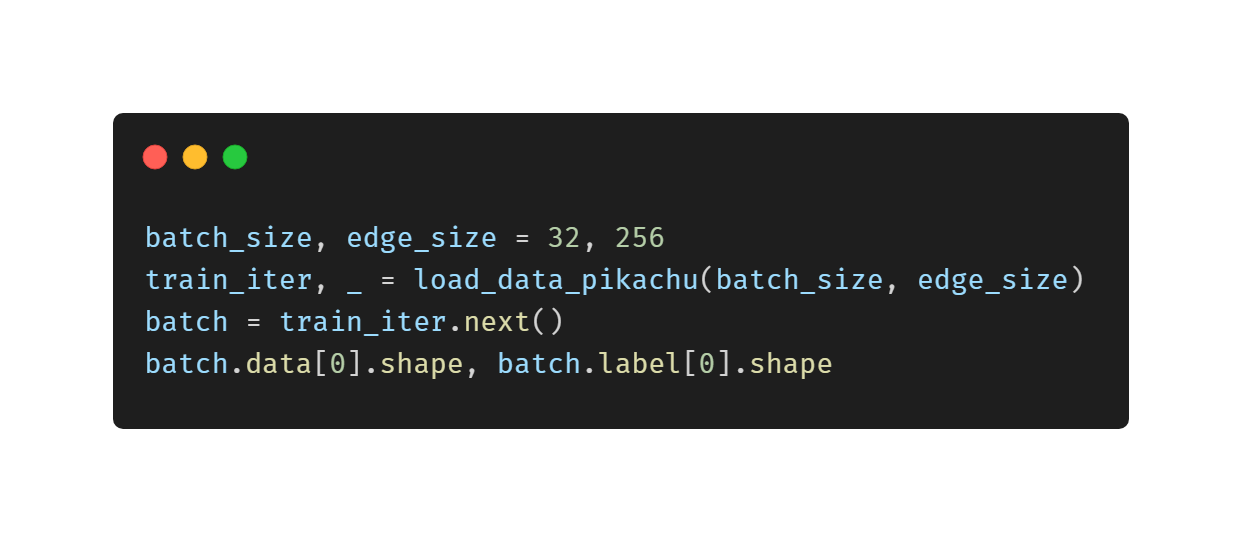 batch_size, edge_size = 32, 256
train_iter, _ = load_data_pikachu(batch_size, edge_size)
batch = train_iter.next()
batch.data[0].shape, batch.label[0].shape